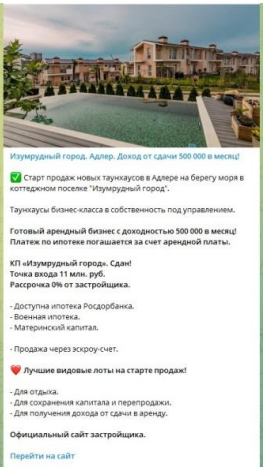 Изумрудный город. Адлер. Доход от сдачи 500 000 в месяц!
✅ Старт продаж новых таунхаусов в Адлере на берегу моря в
коттеджном поселке "Изумрудный город".
Таунхаусы бизнес-класса в собственность под управлением.
Готовый арендный бизнес с доходностью 500 000 в месяц!
Платеж по ипотеке погашается за счет арендной платы.
КП «Изумрудный город». Сдан!
Точка входа 11 млн. руб.
Рассрочка 0% от застройщика.
- Доступна ипотека Росдорбанка.
- Военная ипотека.
- Материнский капитал.
- Продажа через эскроу-счет.
❤️ Лучшие видовые лоты на старте продаж!
- Для отдыха.
- Для сохранения капитала и перепродажи.
- Для получения дохода от сдачи в аренду.
Официальный сайт застройщика.
Перейти на сайт